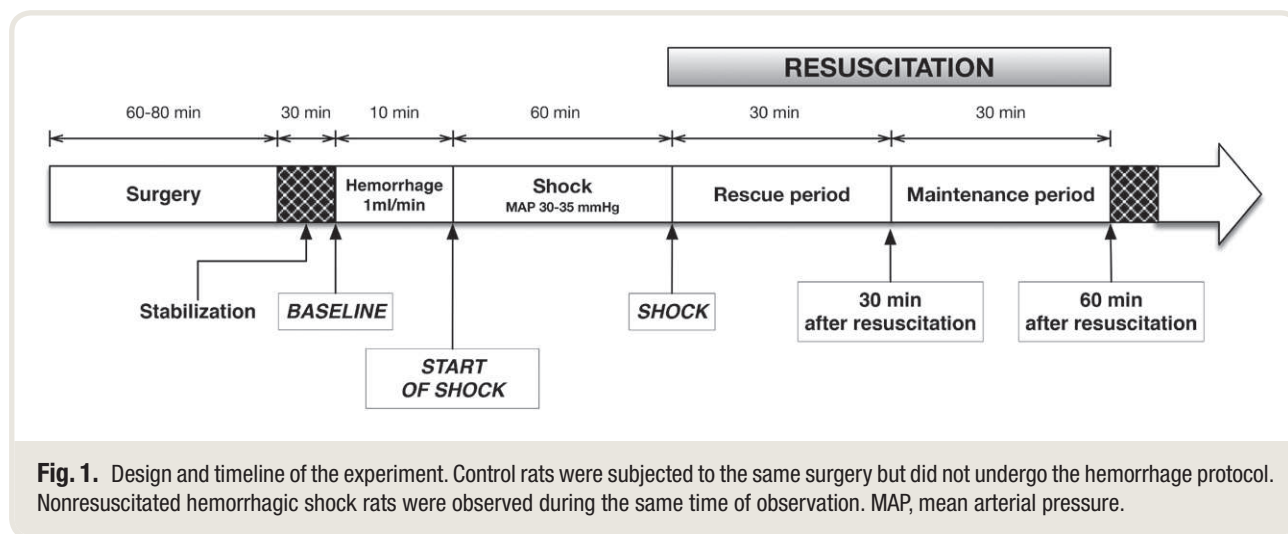 RESUSCITATION
60-80 min
30 min
10 min
60 min
30 min
30 min
Surgery
Hemorrhage
1ml/min
Shock
MAP 30-35 mmHg
Rescue period
Maintenance period
Stabilization
BASELINE
START
OF SHOCK
SHOCK
30 min
after resuscitation
60 min
after resuscitation
Fig. 1. Design and timeline of the experiment. Control rats were subjected to the same surgery but did not undergo the hemorrhage protocol.
Nonresuscitated hemorrhagic shock rats were observed during the same time of observation. MAP, mean arterial pressure.